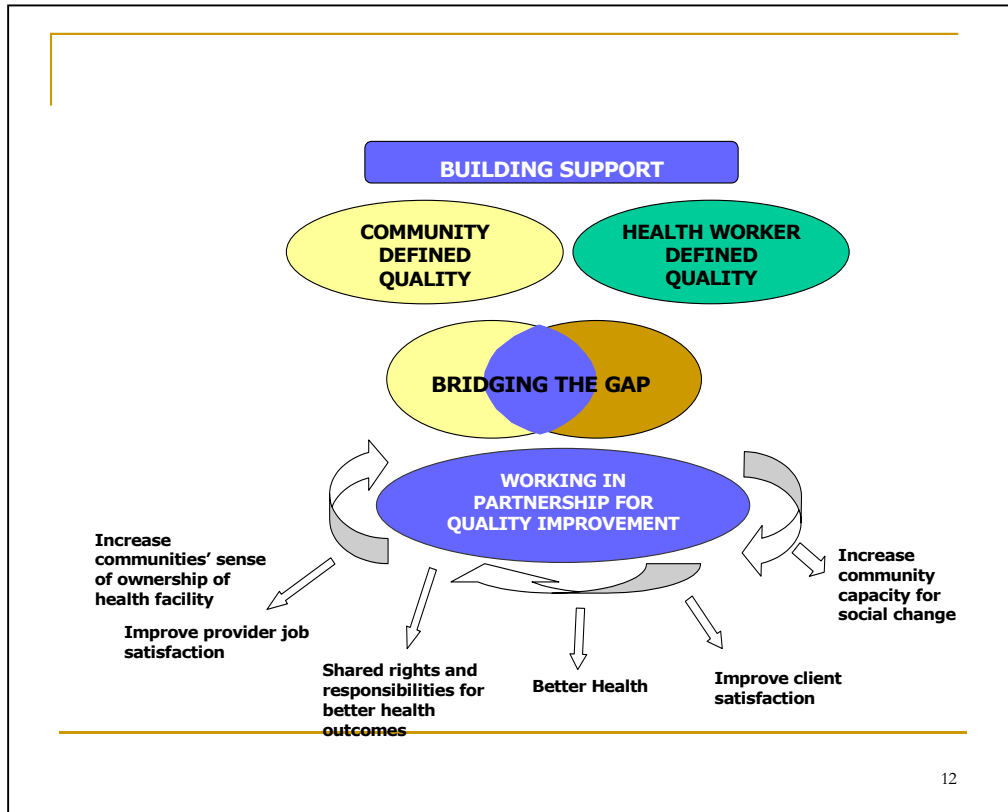 BUILDING SUPPORT
COMMUNITY
DEFINED
QUALITY
HEALTH WORKER
DEFINED
QUALITY
BRIDGING THE GAP
WORKING IN
PARTNERSHIP FOR
QUALITY IMPROVEMENT
Increase
communities’ sense
of ownership of
health facility
Improve provider job
satisfaction
Shared rights and
responsibilities for
better health
outcomes
Better Health
Improve client
satisfaction
Increase
community
capacity for
social change
12